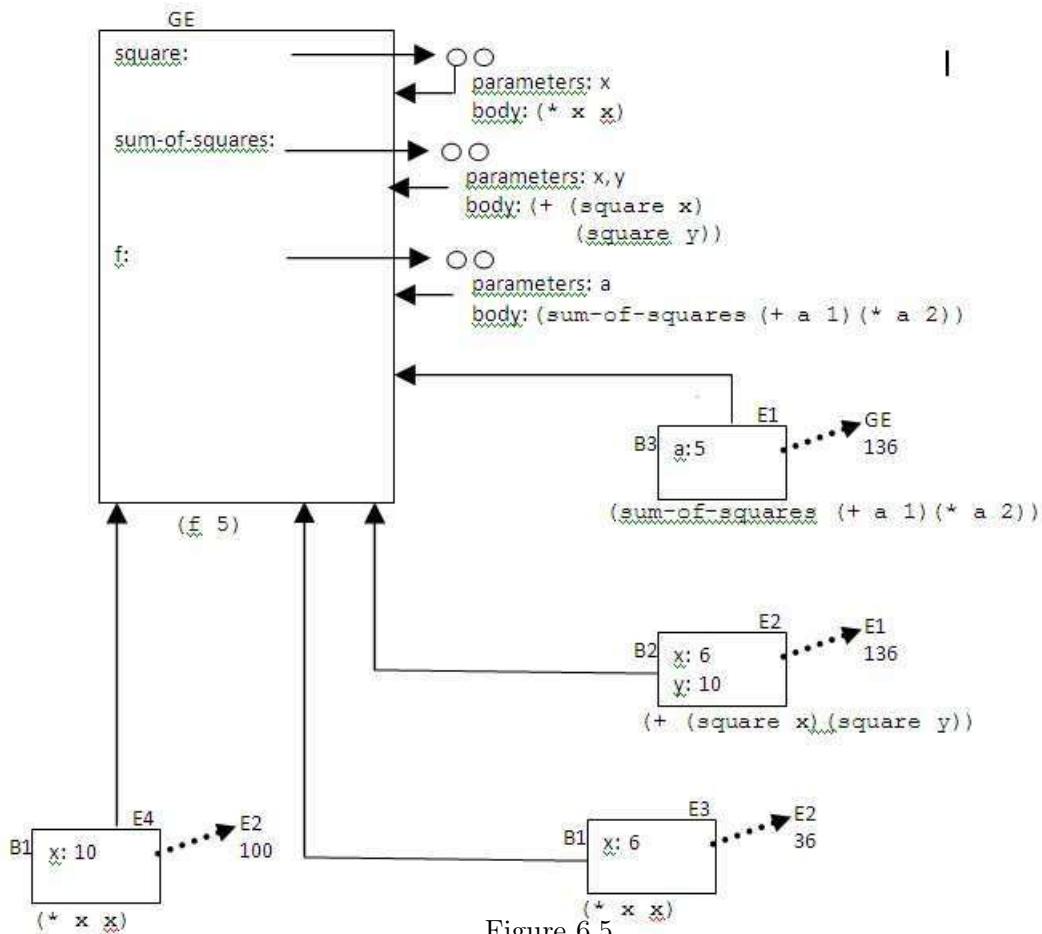 GE
square:
parameters: x
body: (* x x)
sum-of-squares:
parameters: x, y
body: (+ (square x)
(square y))
f:
parameters: a
body: (sum-of-squares (+ a 1) (* a 2))
E1
GE
B3
a:5
136
(sum-of-squares (+ a 1) (* a 2))
(f 5)
E2
E1
B2
x: 6
136
y: 10
(+ (square x) (square y))
E4
E2
B1
x: 10
100
(* x x)
E3
E2
B1
x: 6
36
(* x x)
Figure 6.5